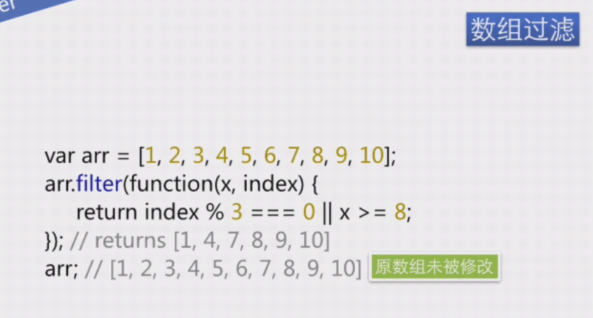 数组过滤
var arr = [1, 2, 3, 4, 5, 6, 7, 8, 9, 10];
arr.filter(function(x, index) {
return index % 3 === 0 || x >= 8;
}); // returns [1, 4, 7, 8, 9, 10]
arr; // [1, 2, 3, 4, 5, 6, 7, 8, 9, 10] 原数组未被修改